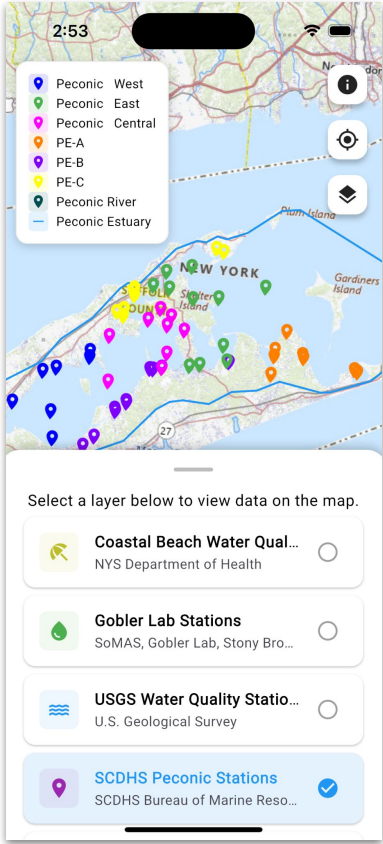 2:53
Peconic West
Peconic East
Peconic Central
PE-A
PE-B
PE-C
Peconic River
Peconic Estuary
Plum Island
NEW YORK
Gardiners
Island
SUFFOLK
Shelter
Island
27
Select a layer below to view data on the map.
Coastal Beach Water Qual...
NYS Department of Health
Gobler Lab Stations
SoMAS, Gobler Lab, Stony Bro...
USGS Water Quality Statio...
U.S. Geological Survey
SCDHS Peconic Stations
SCDHS Bureau of Marine Reso...